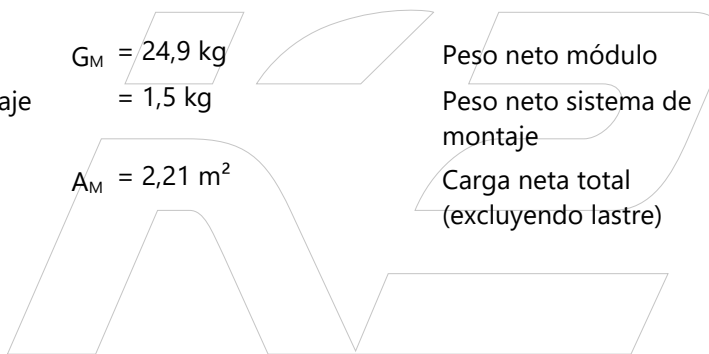 G_M = 24,9 kg Peso neto módulo
aje = 1,5 kg Peso neto sistema de
montaje
A_M = 2,21 m² Carga neta total
(excluyendo lastre)